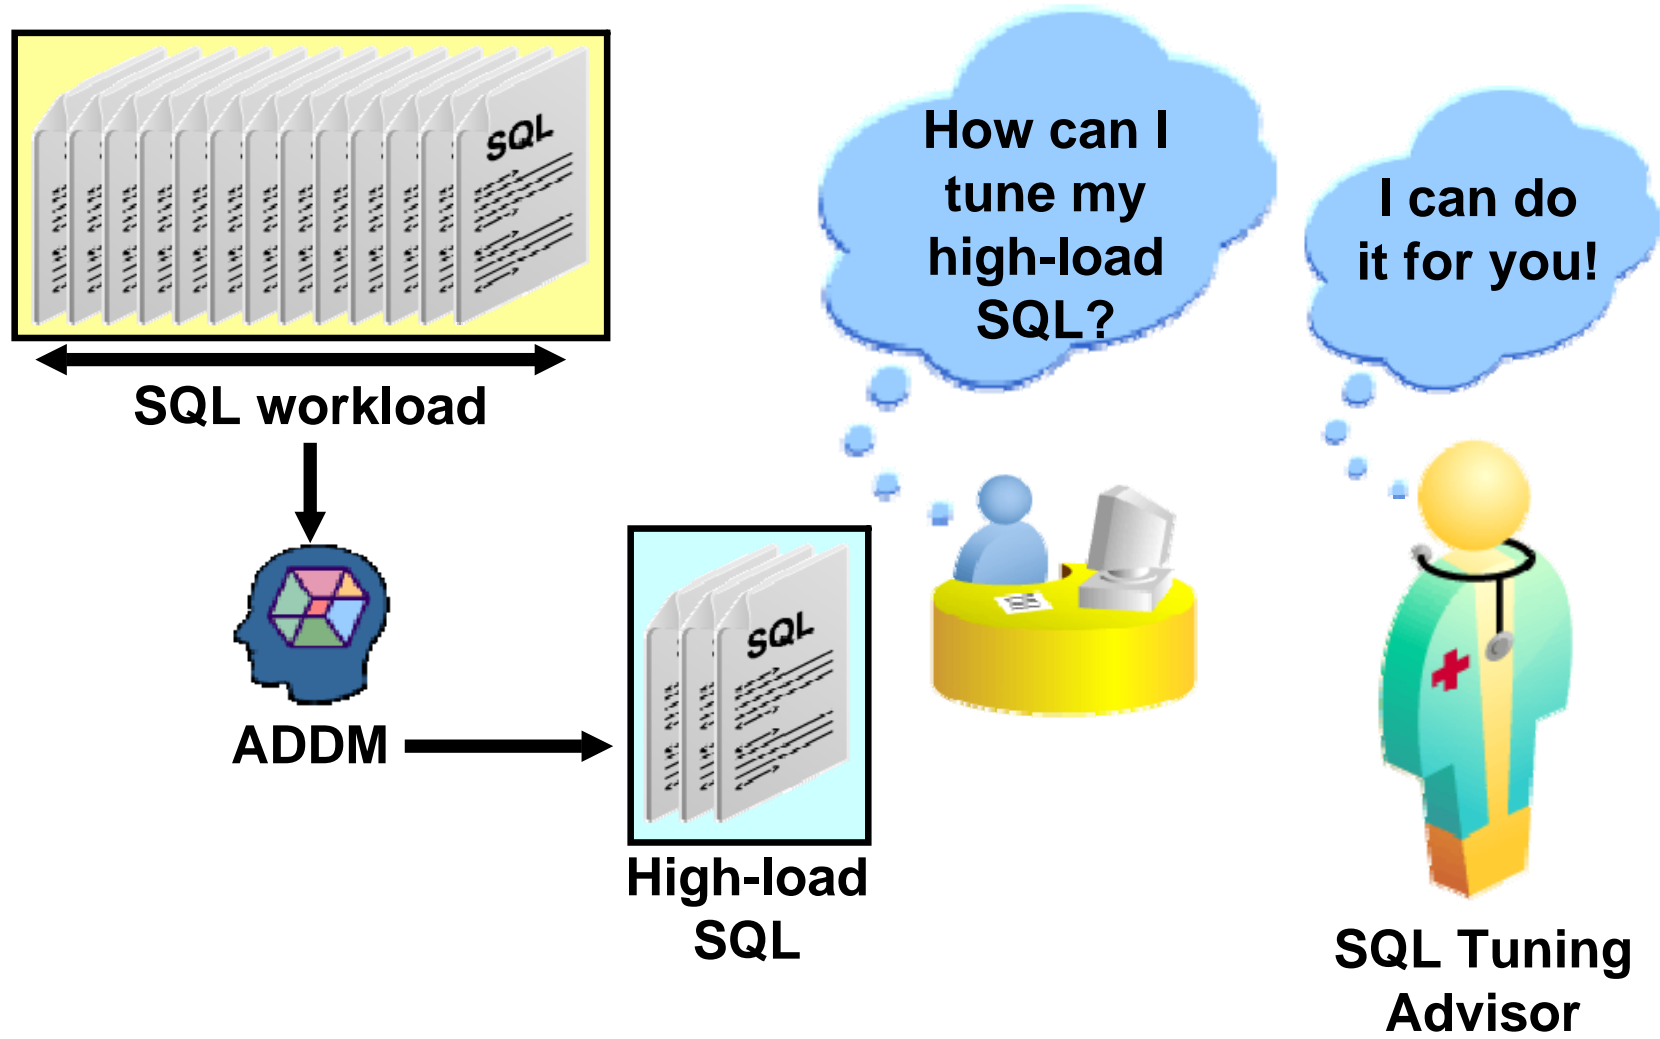 SQL
SQL workload
ADDM
SQL
High-load
SQL
How can I
tune my
high-load
SQL?
I can do
it for you!
SQL Tuning
Advisor